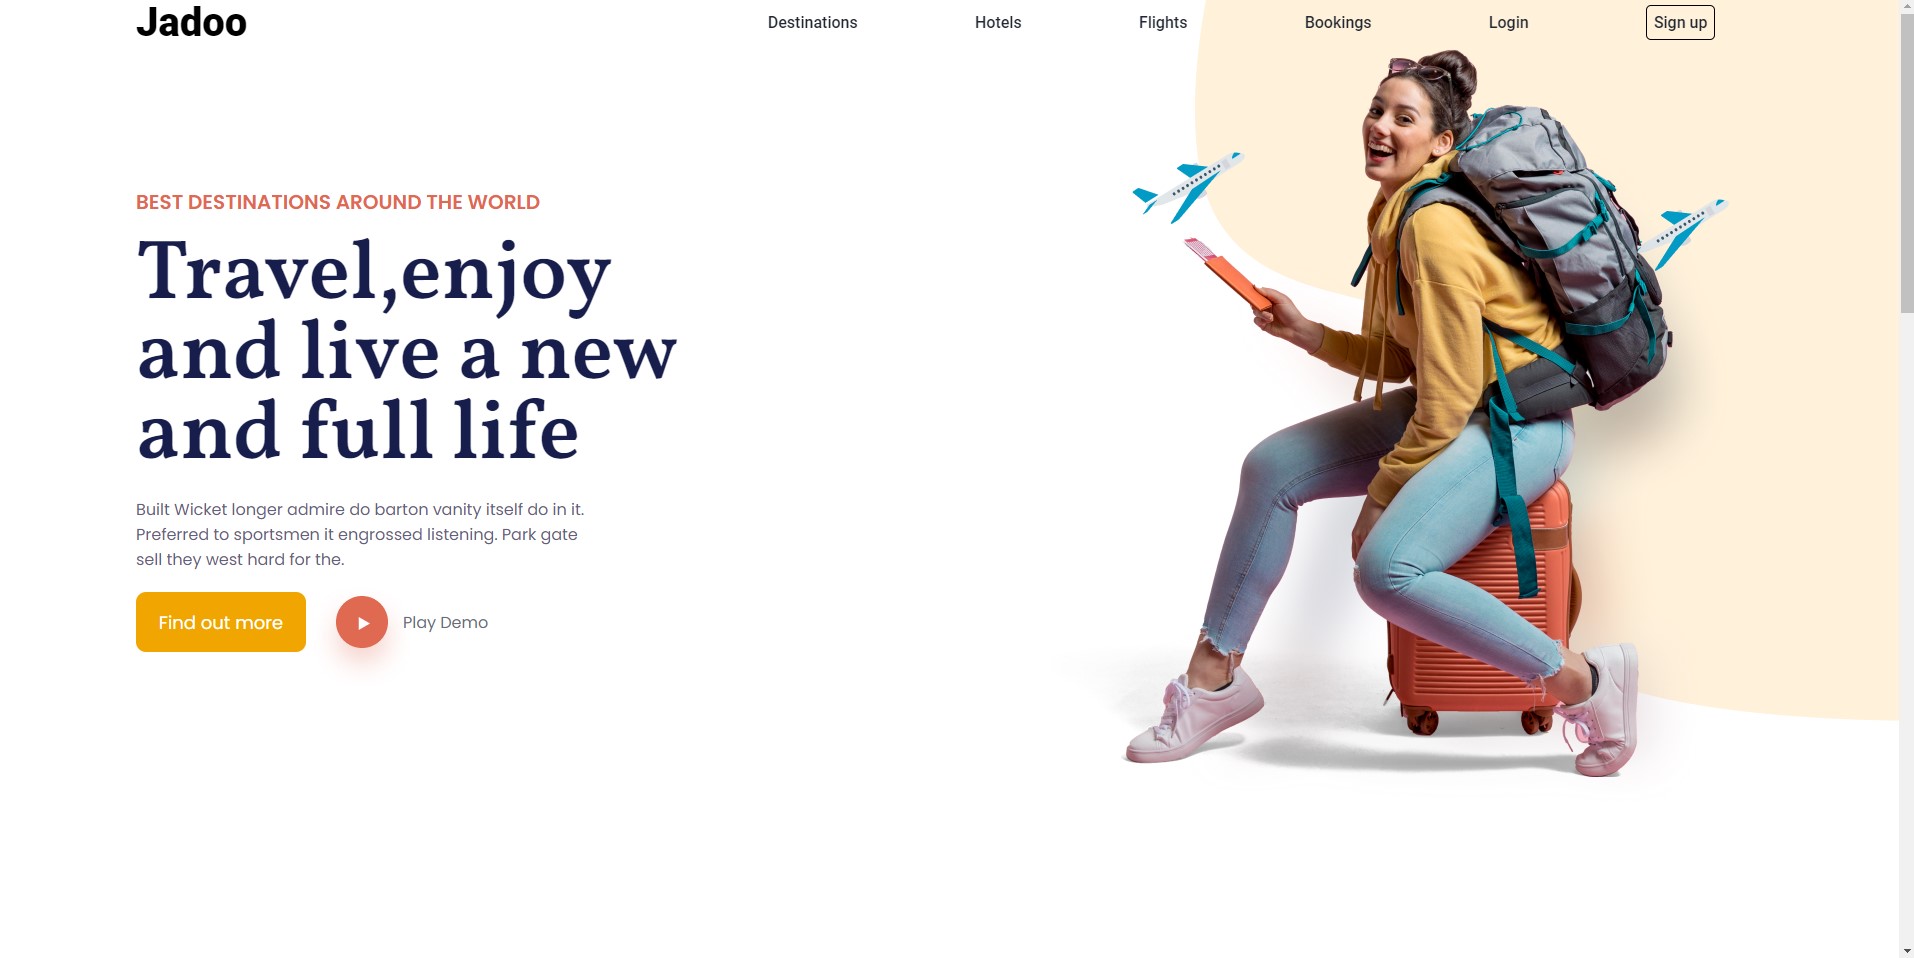 Jadoo
Destinations
Hotels
Flights
Bookings
Login
Sign up
BEST DESTINATIONS AROUND THE WORLD
Travel,enjoy
and live a new
and full life
Built Wicket longer admire do barton vanity itself do in it.
Preferred to sportsmen it engrossed listening. Park gate
sell they west hard for the.
Find out more
Play Demo